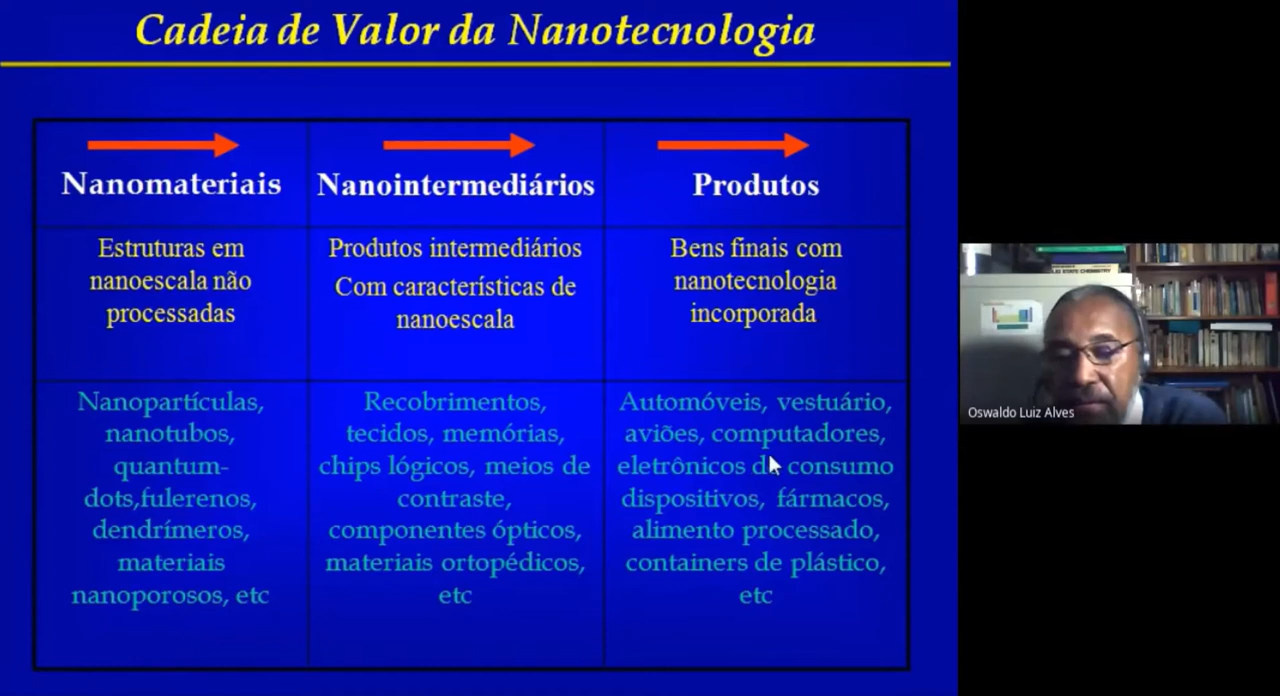 Cadeia de Valor da Nanotecnologia
Nanomateriais
Nanointermediários
Produtos
Estruturas em
nanoescala não
processadas
Produtos intermediários
Com características de
nanoescala
Bens finais com
nanotecnologia
incorporada
Nanopartículas,
nanotubos,
quantum-
dots,fulerenos,
dendrímeros,
materiais
nanoporosos, etc
Recobrimentos,
tecidos, memórias,
chips lógicos, meios de
contraste,
componentes ópticos,
materiais ortopédicos,
etc
Automóveis, vestuário,
aviões, computadores,
eletrônicos de consumo
dispositivos, fármacos,
alimento processado,
containers de plástico,
etc
STATE CHEMISTRY
Oswaldo Luiz Alves